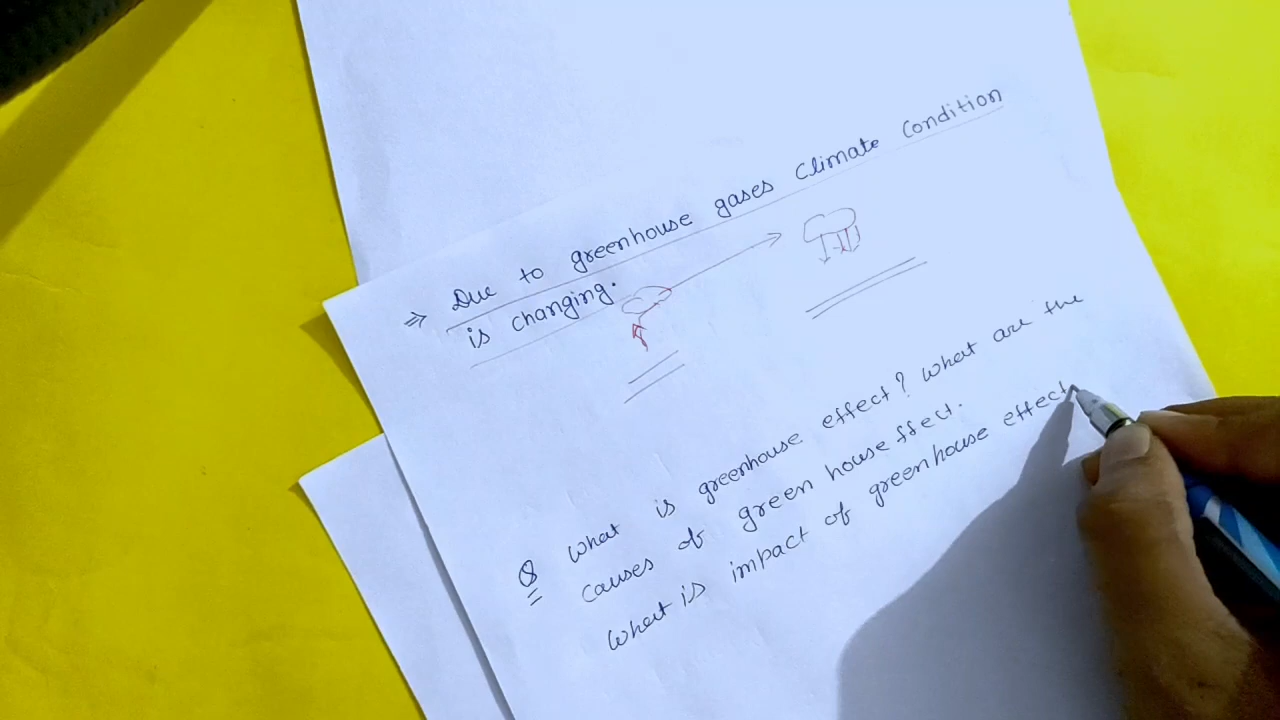 ⇒ Due to greenhouse gases climate condition
is changing.
Q What is greenhouse effect? What are the
causes of green house ffect.
What is impact of greenhouse effect